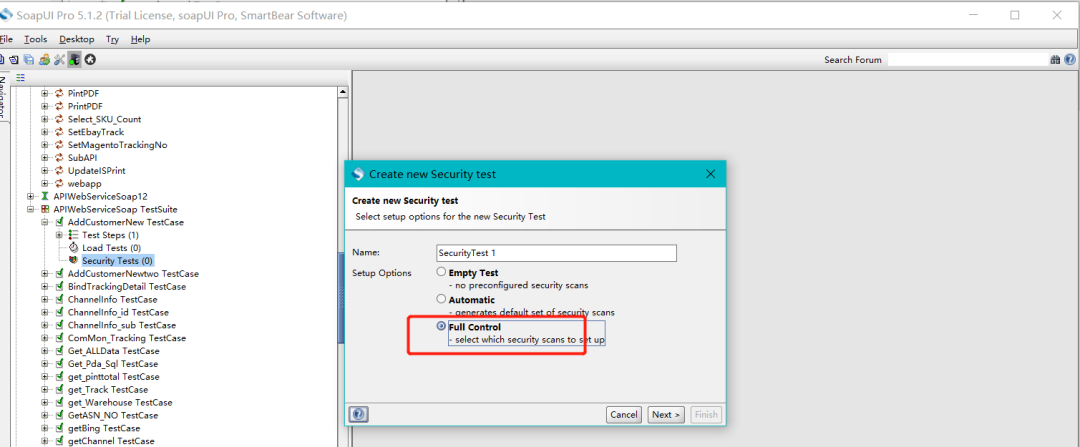 SoapUI Pro 5.1.2 (Trial License, soapUI Pro, SmartBear Software)
File Tools Desktop Try Help
Search Forum
Navigator
PintPDF
PrintPDF
Select_SKU_Count
SetEbayTrack
SetMagentoTrackingNo
SubAPI
UpdateISPrint
webapp
APIWebServiceSoap12
APIWebServiceSoap TestSuite
AddCustomerNew TestCase
Test Steps (1)
Load Tests (0)
Security Tests (0)
AddCustomerNewtwo TestCase
BindTrackingDetail TestCase
ChannelInfo TestCase
ChannelInfo_id TestCase
ChannelInfo_sub TestCase
ComMon_Tracking TestCase
Get_ALLData TestCase
Get_Pda_Sql TestCase
get_pinttotal TestCase
get_Track TestCase
get_Warehouse TestCase
GetASN_NO TestCase
getBing TestCase
getChannel TestCase
Create new Security test
Create new Security test
Select setup options for the new Security Test
Name: SecurityTest 1
Setup Options
Empty Test
- no preconfigured security scans
Automatic
- generates default set of security scans
Full Control
- select which security scans to set up
Cancel Next > Finish